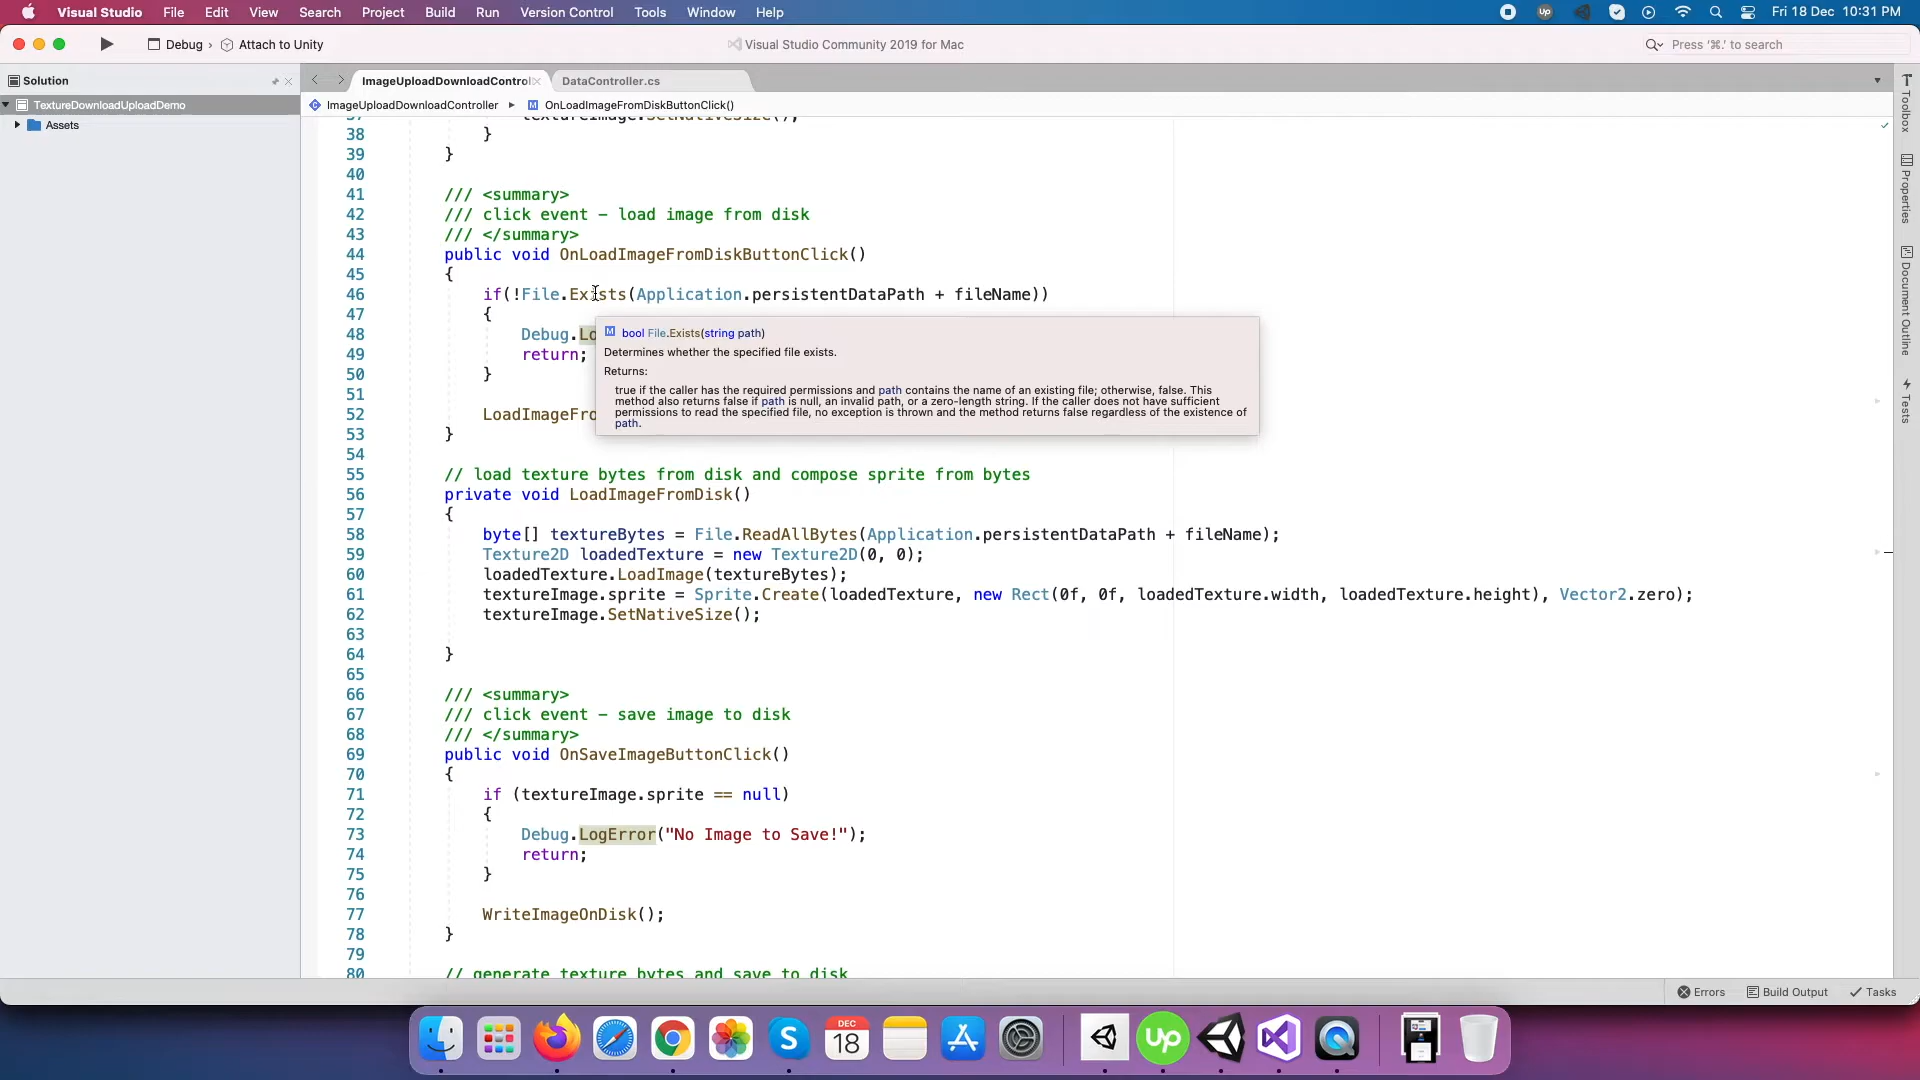 Visual Studio File Edit View Search Project Build Run Version Control Tools Window Help
up
Fri 18 Dec 10:31 PM
Debug › Attach to Unity
Visual Studio Community 2019 for Mac
Press '⌘.' to search
Solution
TextureDownloadUploadDemo
Assets
ImageUploadDownloadControl
DataController.cs
ImageUploadDownloadController ▸ OnLoadImageFromDiskButtonClick()
37 textureImage.SetNativeSize();
38 }
39 }
40
41 /// <summary>
42 /// click event – load image from disk
43 /// </summary>
44 public void OnLoadImageFromDiskButtonClick()
45 {
46 if(!File.Exists(Application.persistentDataPath + fileName))
47 {
48 Debug.Lo
49 return;
50 }
51
52 LoadImageFro
53 }
bool File.Exists(string path)
Determines whether the specified file exists.
Returns:
true if the caller has the required permissions and path contains the name of an existing file; otherwise, false. This
method also returns false if path is null, an invalid path, or a zero-length string. If the caller does not have sufficient
permissions to read the specified file, no exception is thrown and the method returns false regardless of the existence of
path.
54
55 // load texture bytes from disk and compose sprite from bytes
56 private void LoadImageFromDisk()
57 {
58 byte[] textureBytes = File.ReadAllBytes(Application.persistentDataPath + fileName);
59 Texture2D loadedTexture = new Texture2D(0, 0);
60 loadedTexture.LoadImage(textureBytes);
61 textureImage.sprite = Sprite.Create(loadedTexture, new Rect(0f, 0f, loadedTexture.width, loadedTexture.height), Vector2.zero);
62 textureImage.SetNativeSize();
63
64 }
65
66 /// <summary>
67 /// click event – save image to disk
68 /// </summary>
69 public void OnSaveImageButtonClick()
70 {
71 if (textureImage.sprite == null)
72 {
73 Debug.LogError("No Image to Save!");
74 return;
75 }
76
77 WriteImageOnDisk();
78 }
79
80 // generate texture bytes and save to disk
Toolbox
Properties
Document Outline
Tests
Errors Build Output Tasks
DEC
18
S
up